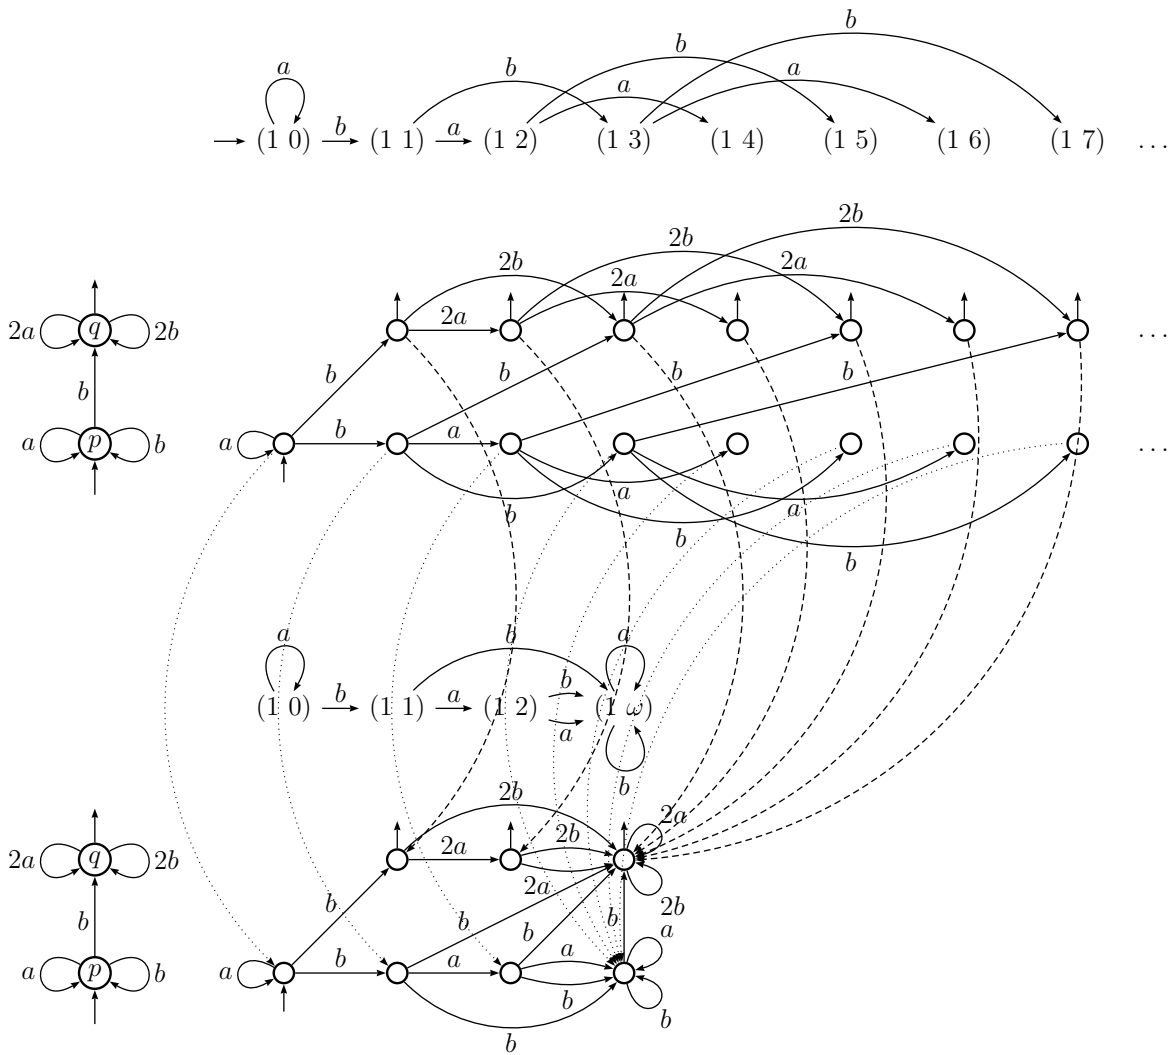 b
b
a b a
b a
(1 0) (1 1) (1 2) (1 3) (1 4) (1 5) (1 6) (1 7) ...
2b
2b
2b 2a 2a
2a q 2b 2a ...
b b b b b
a p b a b a ...
a a
b b b
a b a
b
(1 0) b (1 1) a (1 2) a (1 ω)
b
2b 2a
2a q 2b 2a 2b
2a
b b b b b 2b
a a
a p b a b a
b b
b